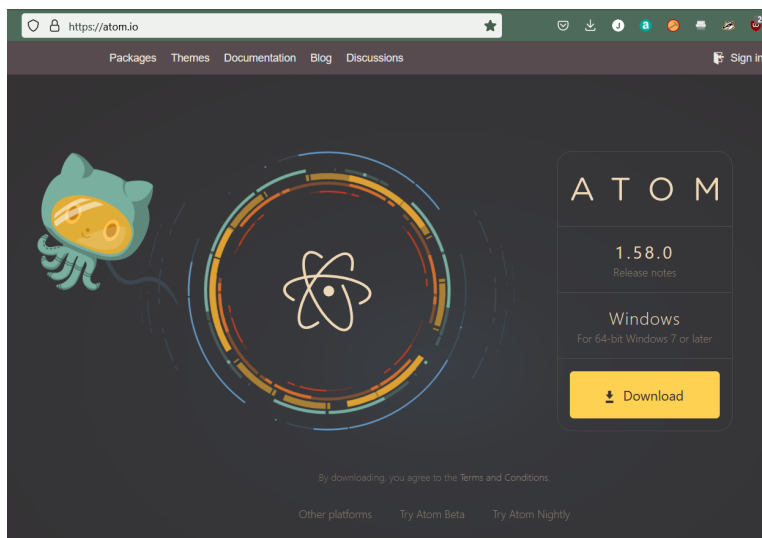 https://atom.io
Packages Themes Documentation Blog Discussions Sign in
ATOM
1.58.0
Release notes
Windows
For 64-bit Windows 7 or later
Download
By downloading, you agree to the Terms and Conditions.
Other platforms Try Atom Beta Try Atom Nightly